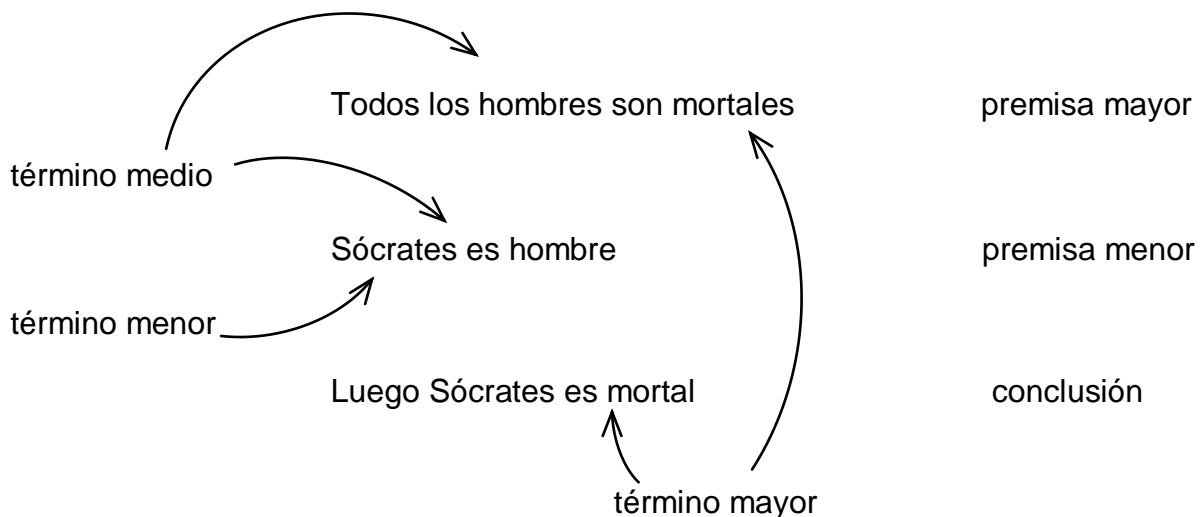 Todos los hombres son mortales premisa mayor
término medio
Sócrates es hombre premisa menor
término menor
Luego Sócrates es mortal conclusión
término mayor